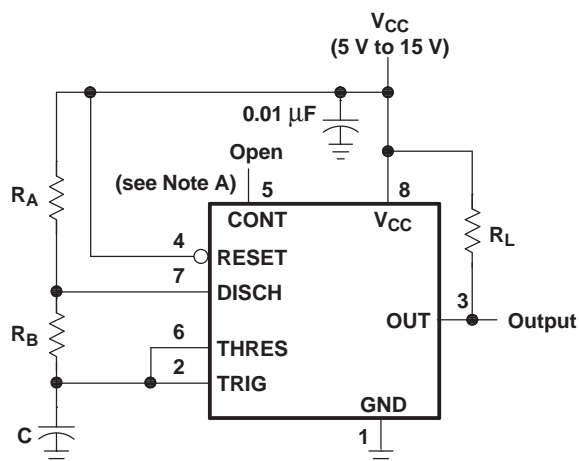 VCC
(5 V to 15 V)
0.01 µF
Open
(see Note A)
5
8
RA
CONT
VCC
RL
4
RESET
7
DISCH
3
OUT
Output
RB
6
THRES
2
TRIG
GND
C
1